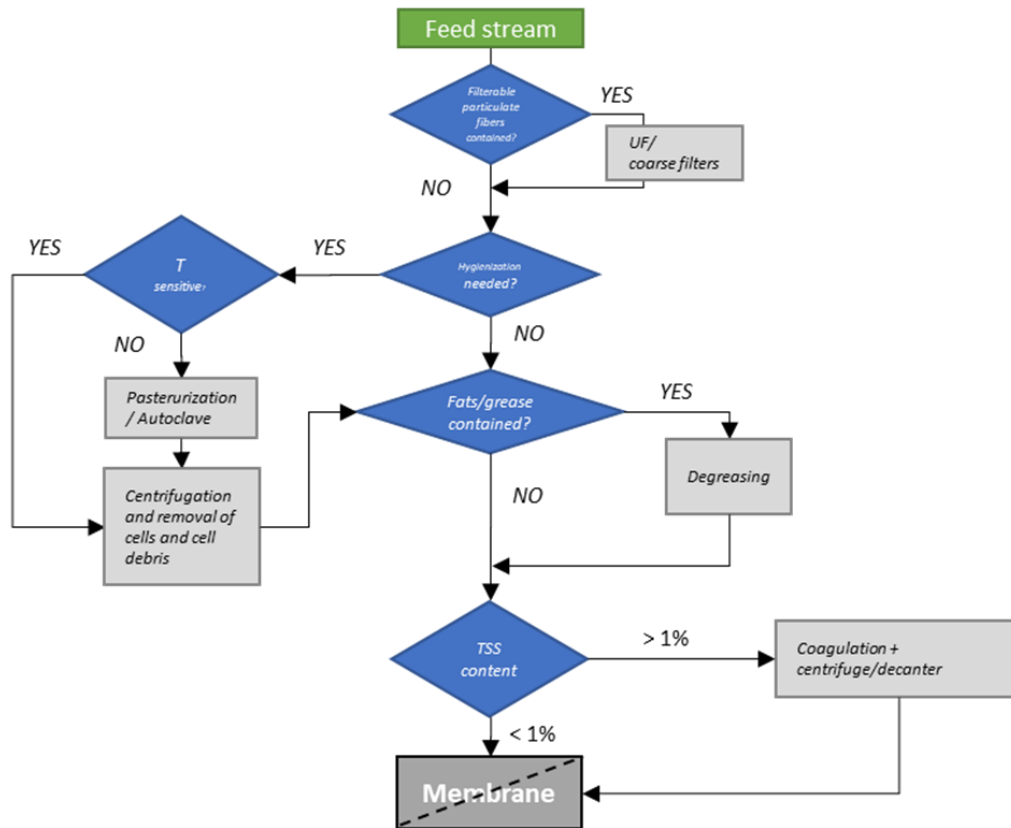 Feed stream
Filterable
particulate
fibers
contained?
YES
UF/
coarse filters
NO
YES
T
sensitive?
YES
Hygienization
needed?
NO
NO
Pasterurization
/ Autoclave
Fats/grease
contained?
YES
Degreasing
Centrifugation
and removal of
cells and cell
debris
NO
TSS
content
> 1%
Coagulation +
centrifuge/decanter
< 1%
Membrane